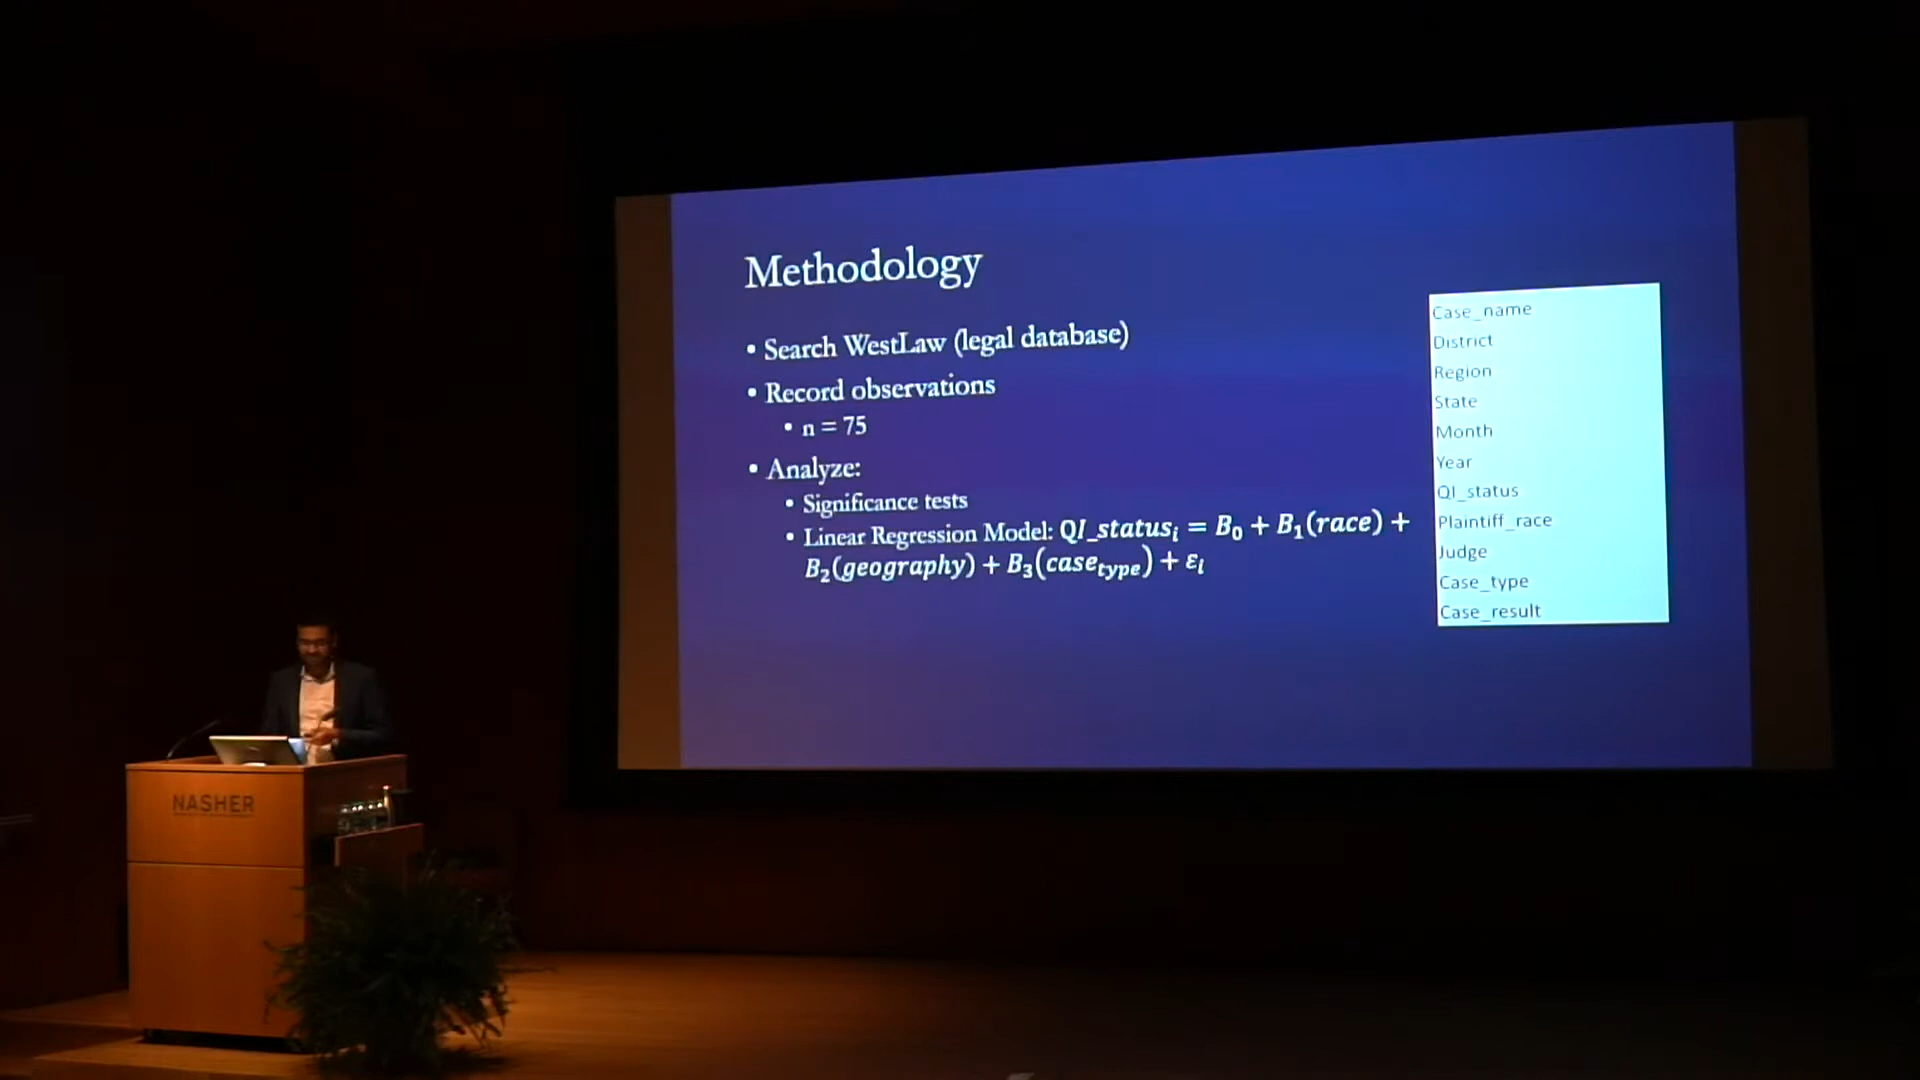 Methodology
• Search WestLaw (legal database)
• Record observations
• n = 75
• Analyze:
• Significance tests
• Linear Regression Model: QI_statusᵢ = B₀ + B₁(race) +
B₂(geography) + B₃(case_type) + εᵢ
Case_name
District
Region
State
Month
Year
QI_status
Plaintiff_race
Judge
Case_type
Case_result
NASHER